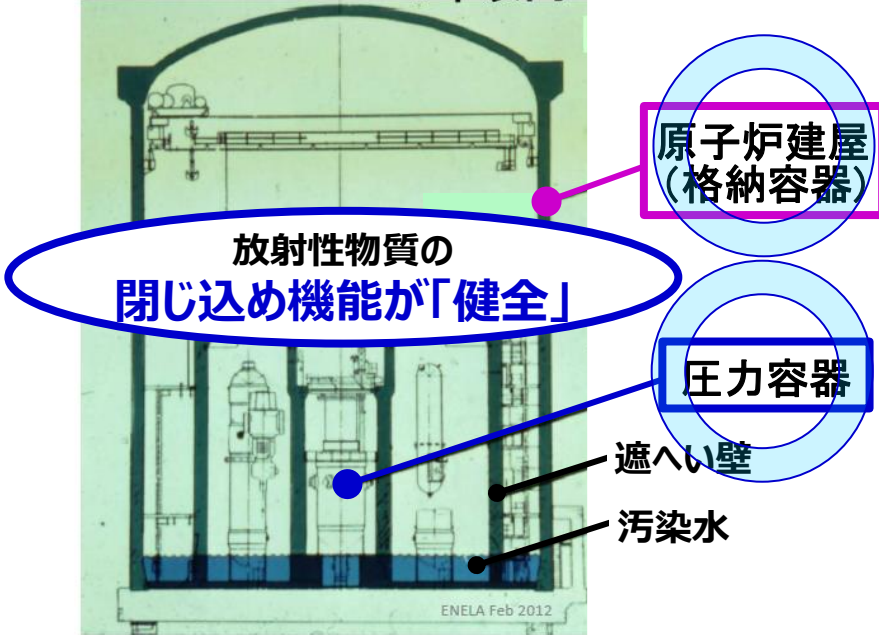 原子炉建屋
(格納容器)
放射性物質の
閉じ込め機能が「健全」
圧力容器
遮へい壁
汚染水
ENELA Feb 2012